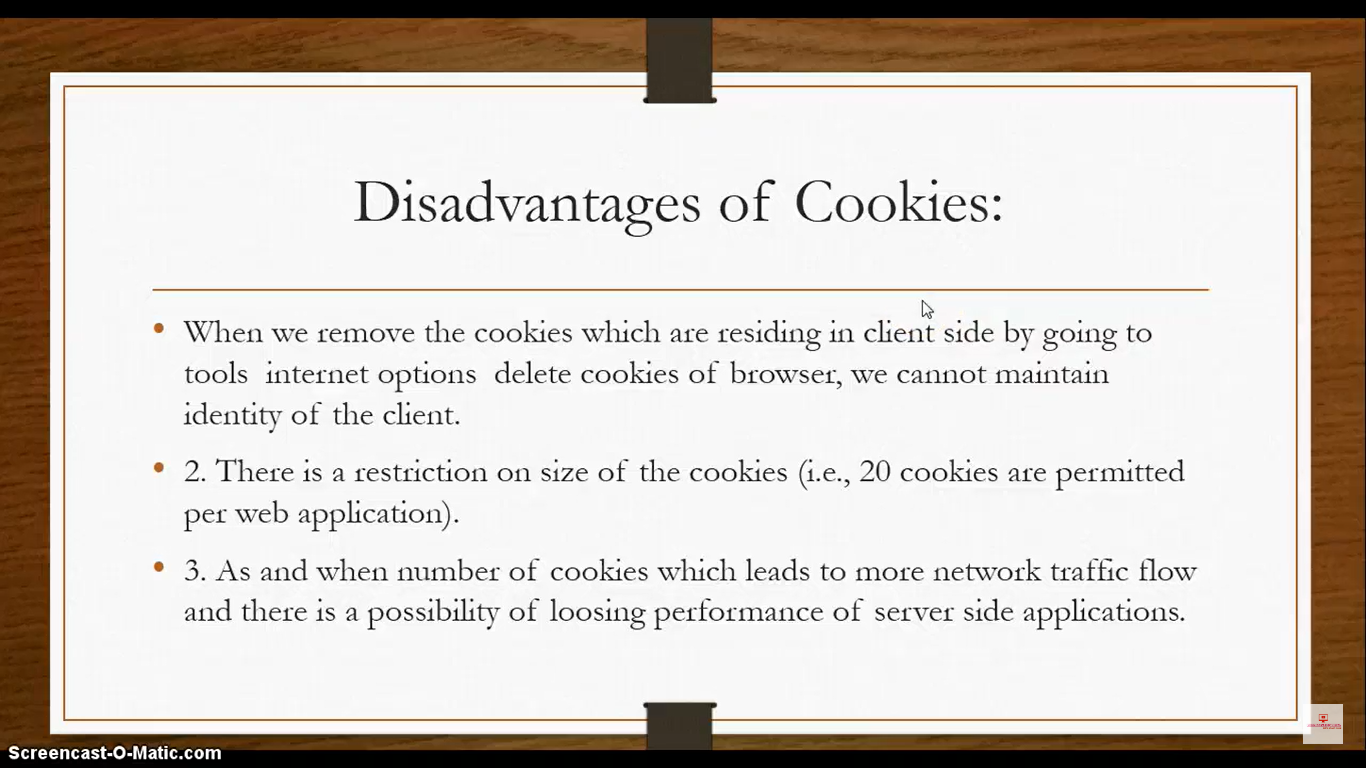 Disadvantages of Cookies:
• When we remove the cookies which are residing in client side by going to
tools internet options delete cookies of browser, we cannot maintain
identity of the client.
• 2. There is a restriction on size of the cookies (i.e., 20 cookies are permitted
per web application).
• 3. As and when number of cookies which leads to more network traffic flow
and there is a possibility of loosing performance of server side applications.
Screencast-O-Matic.com